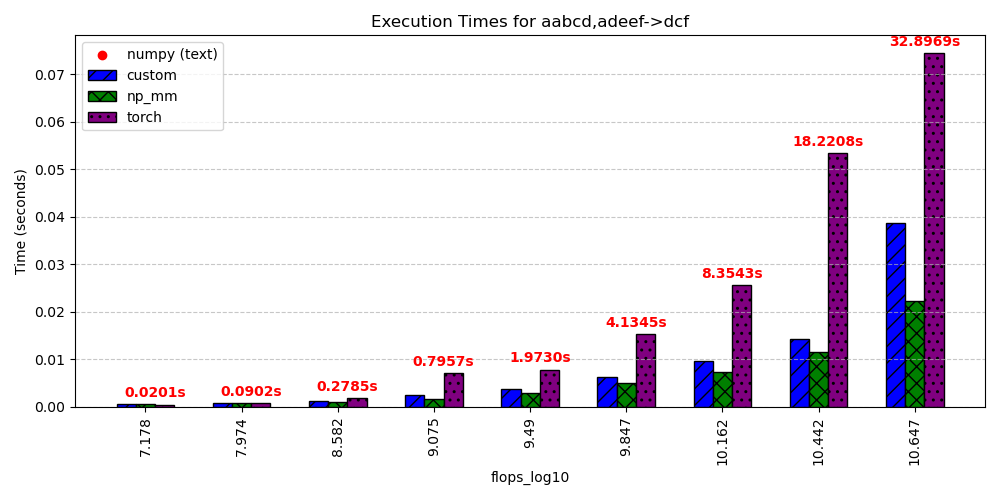 Execution Times for aabcd,adeef->dcf
numpy (text)
custom
np_mm
torch
0.0201s
0.0902s
0.2785s
0.7957s
1.9730s
4.1345s
8.3543s
18.2208s
32.8969s
Time (seconds)
0.07
0.06
0.05
0.04
0.03
0.02
0.01
0.00
7.178
7.974
8.582
9.075
9.49
9.847
10.162
10.442
10.647
flops_log10